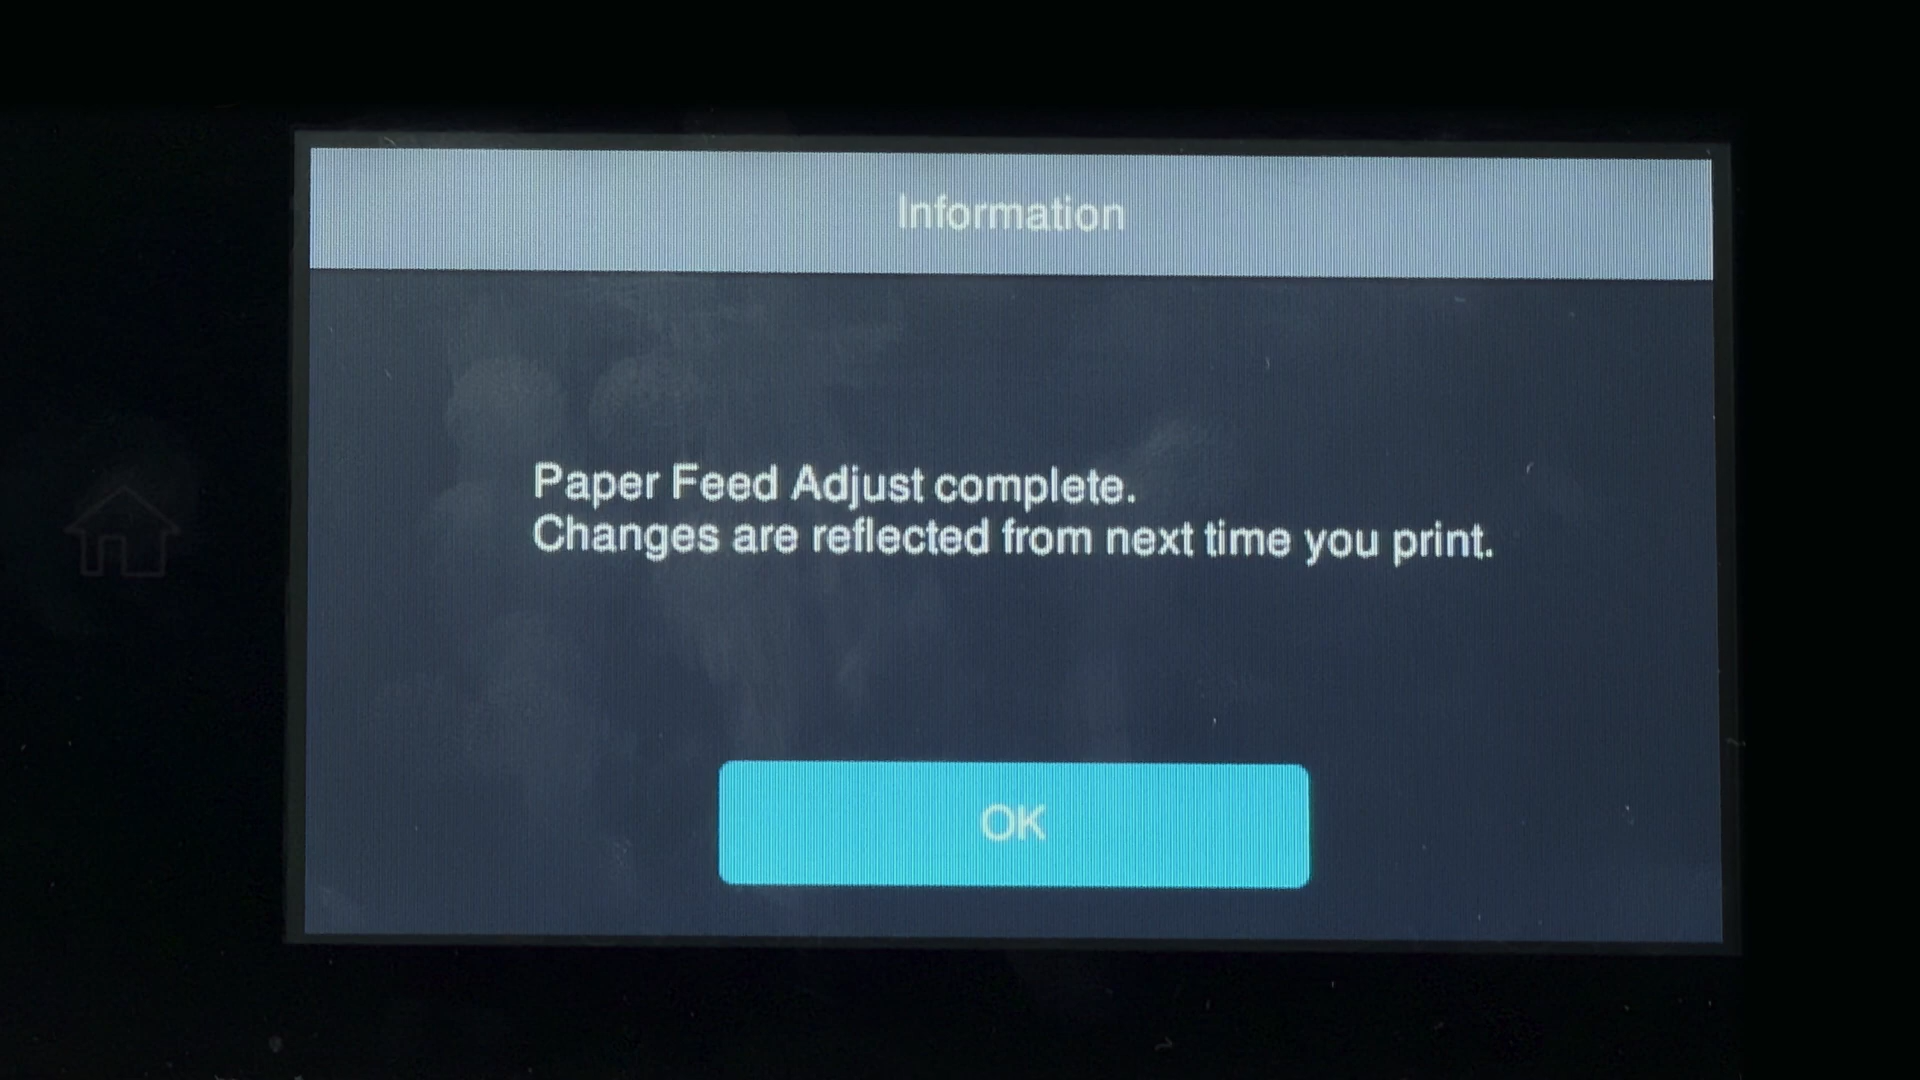 Information
Paper Feed Adjust complete.
Changes are reflected from next time you print.
OK